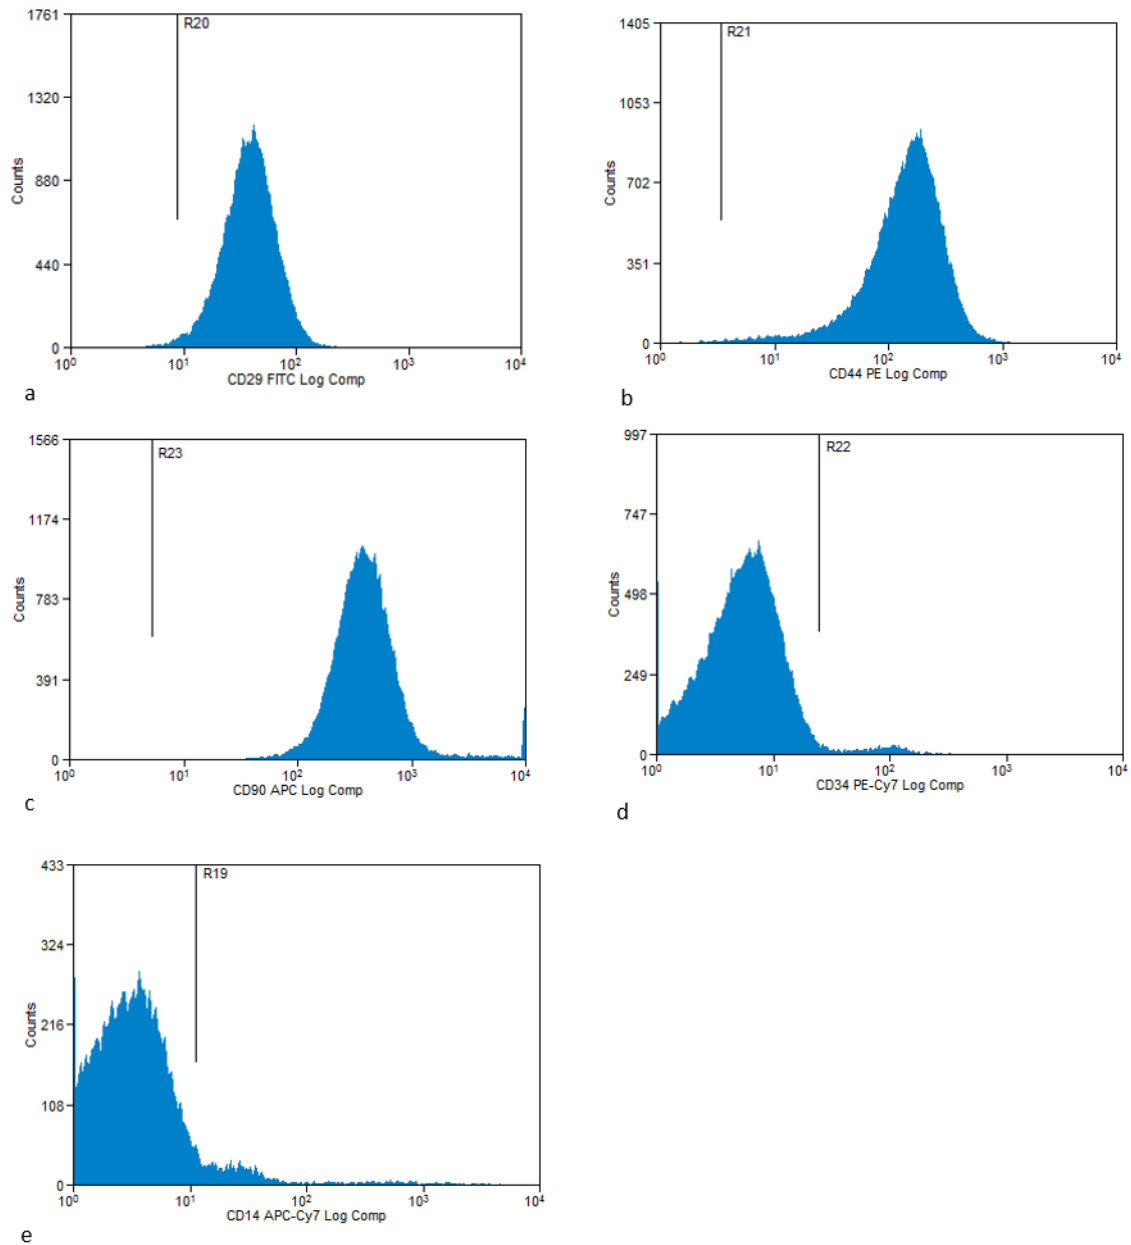 1761
R20
1320
880
440
0
Counts
10⁰ 10¹ 10² 10³ 10⁴
CD29 FITC Log Comp
a
1405
R21
1053
702
351
0
Counts
10⁰ 10¹ 10² 10³ 10⁴
CD44 PE Log Comp
b
1566
R23
1174
783
391
0
Counts
10⁰ 10¹ 10² 10³ 10⁴
CD90 APC Log Comp
c
997
R22
747
498
249
0
Counts
10⁰ 10¹ 10² 10³ 10⁴
CD34 PE-Cy7 Log Comp
d
433
R19
324
216
108
0
Counts
10⁰ 10¹ 10² 10³ 10⁴
CD14 APC-Cy7 Log Comp
e